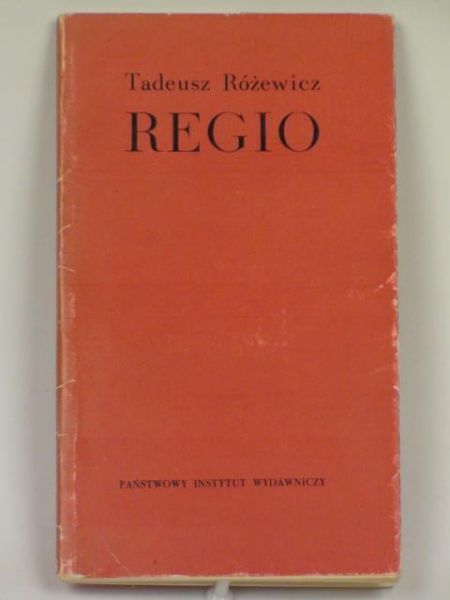 Tadeusz Różewicz
REGIO
PAŃSTWOWY INSTYTUT WYDAWNICZY